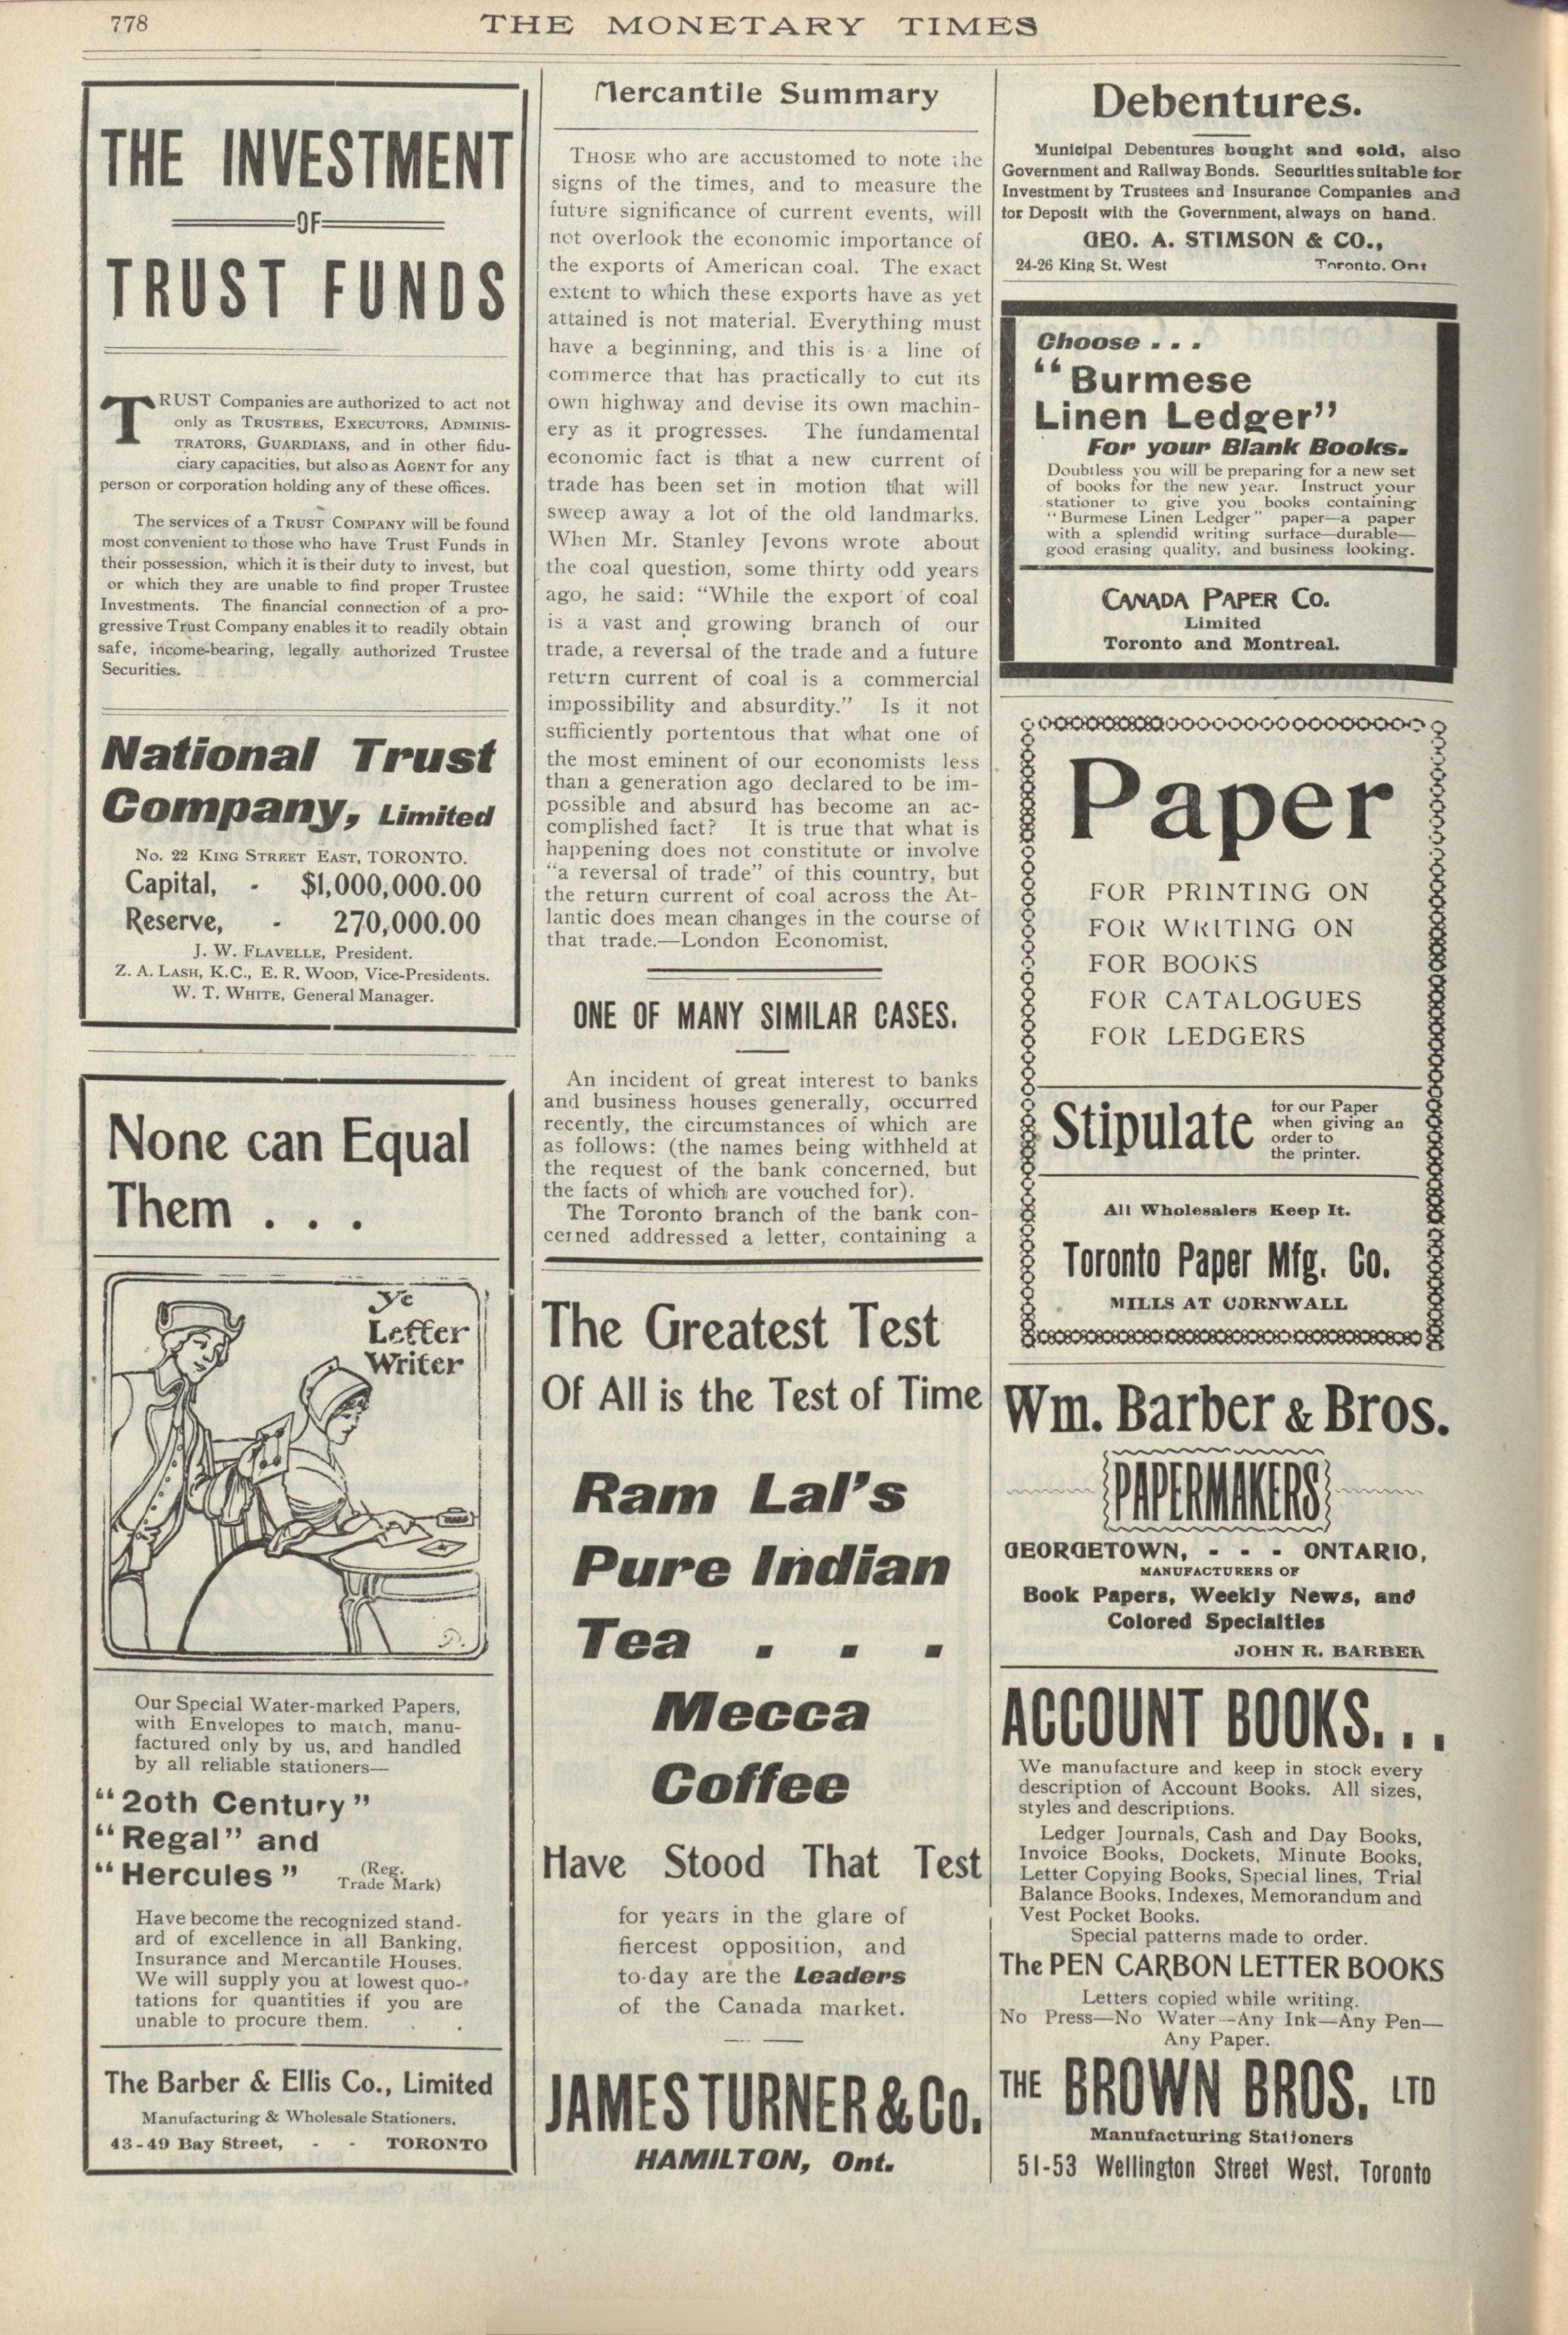 778
THE MONETARY TIMES
THE INVESTMENT
OF
TRUST FUNDS
TRUST Companies are authorized to act not
only as TRUSTEES, EXECUTORS, ADMINIS-
TRATORS, GUARDIANS, and in other fidu-
ciary capacities, but also as AGENT for any
person or corporation holding any of these offices.
The services of a TRUST COMPANY will be found
most convenient to those who have Trust Funds in
their possession, which it is their duty to invest, but
or which they are unable to find proper Trustee
Investments. The financial connection of a pro-
gressive Trust Company enables it to readily obtain
safe, income-bearing, legally authorized Trustee
Securities.
National Trust
Company, Limited
No. 22 KING STREET EAST, TORONTO.
Capital, - $1,000,000.00
Reserve, - 270,000.00
J. W. FLAVELLE, President.
Z. A. LASH, K.C., E. R. WOOD, Vice-Presidents.
W. T. WHITE, General Manager.
None can Equal
Them . . .
Ye
Letter
Writer
Our Special Water-marked Papers,
with Envelopes to match, manu-
factured only by us, and handled
by all reliable stationers—
"20th Century"
"Regal" and
"Hercules" (Reg.
Trade Mark)
Have become the recognized stand-
ard of excellence in all Banking,
Insurance and Mercantile Houses.
We will supply you at lowest quo-
tations for quantities if you are
unable to procure them.
The Barber & Ellis Co., Limited
Manufacturing & Wholesale Stationers,
43-49 Bay Street, - - TORONTO
Mercantile Summary
THOSE who are accustomed to note the
signs of the times, and to measure the
future significance of current events, will
not overlook the economic importance of
the exports of American coal. The exact
extent to which these exports have as yet
attained is not material. Everything must
have a beginning, and this is a line of
commerce that has practically to cut its
own highway and devise its own machin-
ery as it progresses. The fundamental
economic fact is that a new current of
trade has been set in motion that will
sweep away a lot of the old landmarks.
When Mr. Stanley Jevons wrote about
the coal question, some thirty odd years
ago, he said: "While the export of coal
is a vast and growing branch of our
trade, a reversal of the trade and a future
return current of coal is a commercial
impossibility and absurdity." Is it not
sufficiently portentous that what one of
the most eminent of our economists less
than a generation ago declared to be im-
possible and absurd has become an ac-
complished fact? It is true that what is
happening does not constitute or involve
"a reversal of trade" of this country, but
the return current of coal across the At-
lantic does mean changes in the course of
that trade.—London Economist.
ONE OF MANY SIMILAR CASES.
An incident of great interest to banks
and business houses generally, occurred
recently, the circumstances of which are
as follows: (the names being withheld at
the request of the bank concerned, but
the facts of which are vouched for).
The Toronto branch of the bank con-
cerned addressed a letter, containing a
The Greatest Test
Of All is the Test of Time
Ram Lal's
Pure Indian
Tea . . .
Mecca
Coffee
Have Stood That Test
for years in the glare of
fiercest opposition, and
to-day are the Leaders
of the Canada market.
JAMES TURNER & Co.
HAMILTON, Ont.
Debentures.
Municipal Debentures bought and sold, also
Government and Railway Bonds. Securities suitable for
Investment by Trustees and Insurance Companies and
for Deposit with the Government, always on hand.
GEO. A. STIMSON & CO.,
24-26 King St. West Toronto, Ont
Choose . . .
"Burmese
Linen Ledger"
For your Blank Books.
Doubtless you will be preparing for a new set
of books for the new year. Instruct your
stationer to give you books containing
"Burmese Linen Ledger" paper—a paper
with a splendid writing surface—durable—
good erasing quality, and business looking.
CANADA PAPER CO.
Limited
Toronto and Montreal.
Paper
FOR PRINTING ON
FOR WRITING ON
FOR BOOKS
FOR CATALOGUES
FOR LEDGERS
Stipulate for our Paper
when giving an
order to
the printer.
All Wholesalers Keep It.
Toronto Paper Mfg. Co.
MILLS AT CORNWALL
Wm. Barber & Bros.
PAPERMAKERS
GEORGETOWN, - - - ONTARIO,
MANUFACTURERS OF
Book Papers, Weekly News, and
Colored Specialties
JOHN R. BARBER
ACCOUNT BOOKS...
We manufacture and keep in stock every
description of Account Books. All sizes,
styles and descriptions.
Ledger Journals, Cash and Day Books,
Invoice Books, Dockets, Minute Books,
Letter Copying Books, Special lines, Trial
Balance Books, Indexes, Memorandum and
Vest Pocket Books.
Special patterns made to order.
The PEN CARBON LETTER BOOKS
Letters copied while writing.
No Press—No Water—Any Ink—Any Pen—
Any Paper.
THE BROWN BROS. LTD
Manufacturing Stationers
51-53 Wellington Street West, Toronto